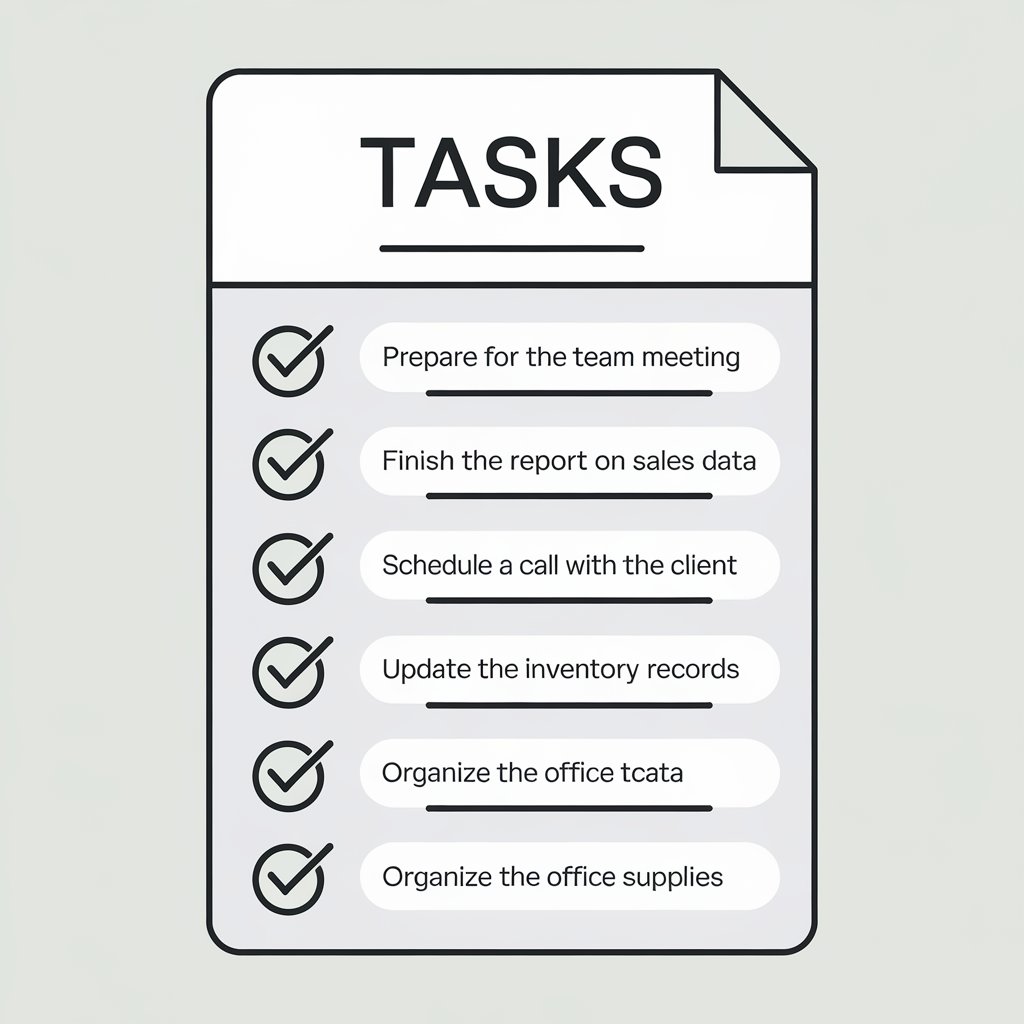 TASKS
Prepare for the team meeting
Finish the report on sales data
Schedule a call with the client
Update the inventory records
Organize the office tcata
Organize the office supplies